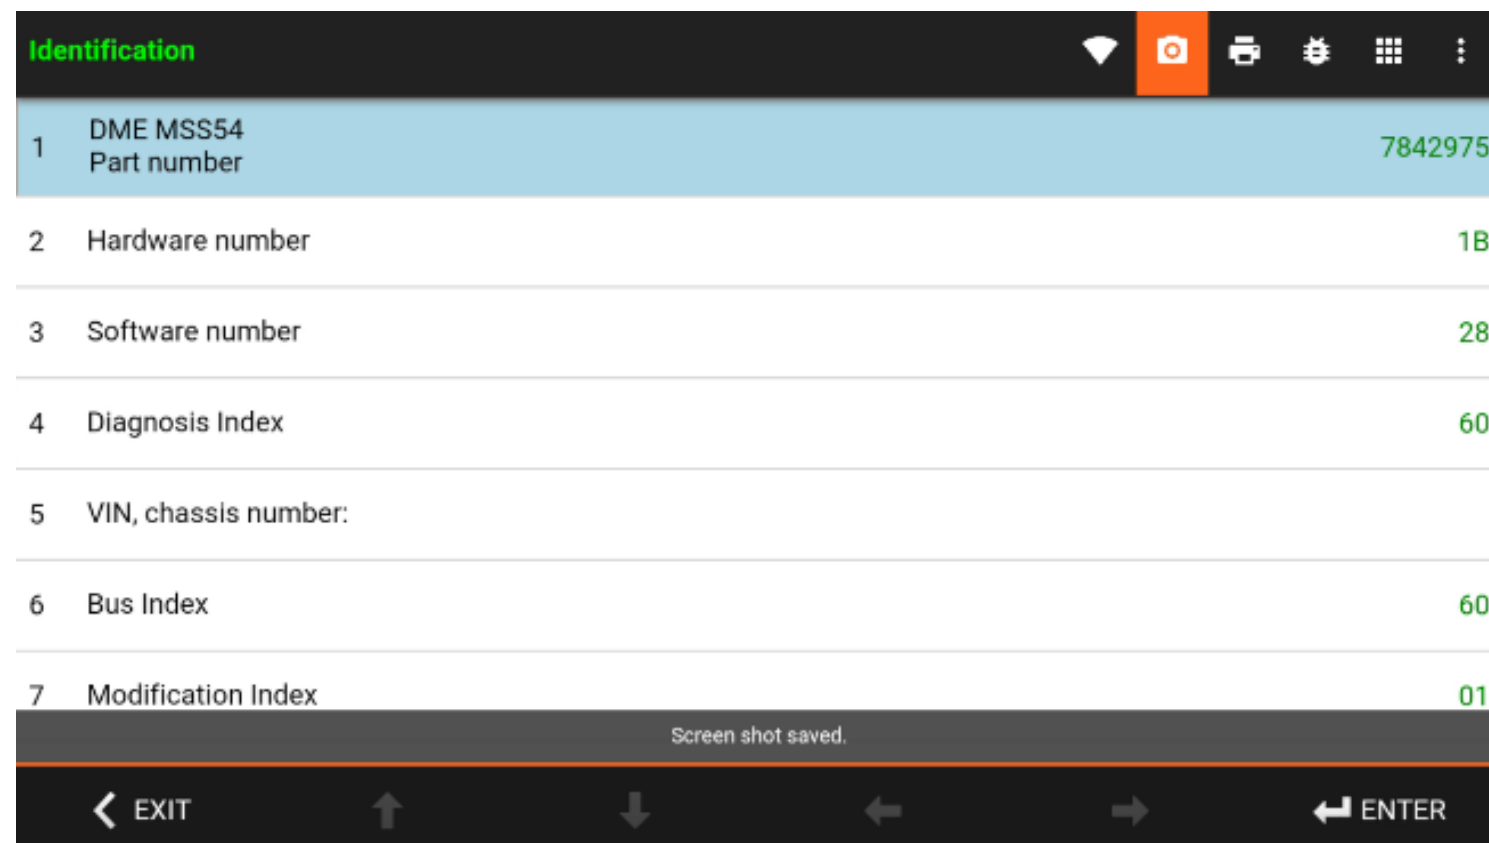 Identification
1 DME MSS54
Part number 7842975
2 Hardware number 1B
3 Software number 28
4 Diagnosis Index 60
5 VIN, chassis number:
6 Bus Index 60
7 Modification Index 01
Screen shot saved.
EXIT ENTER